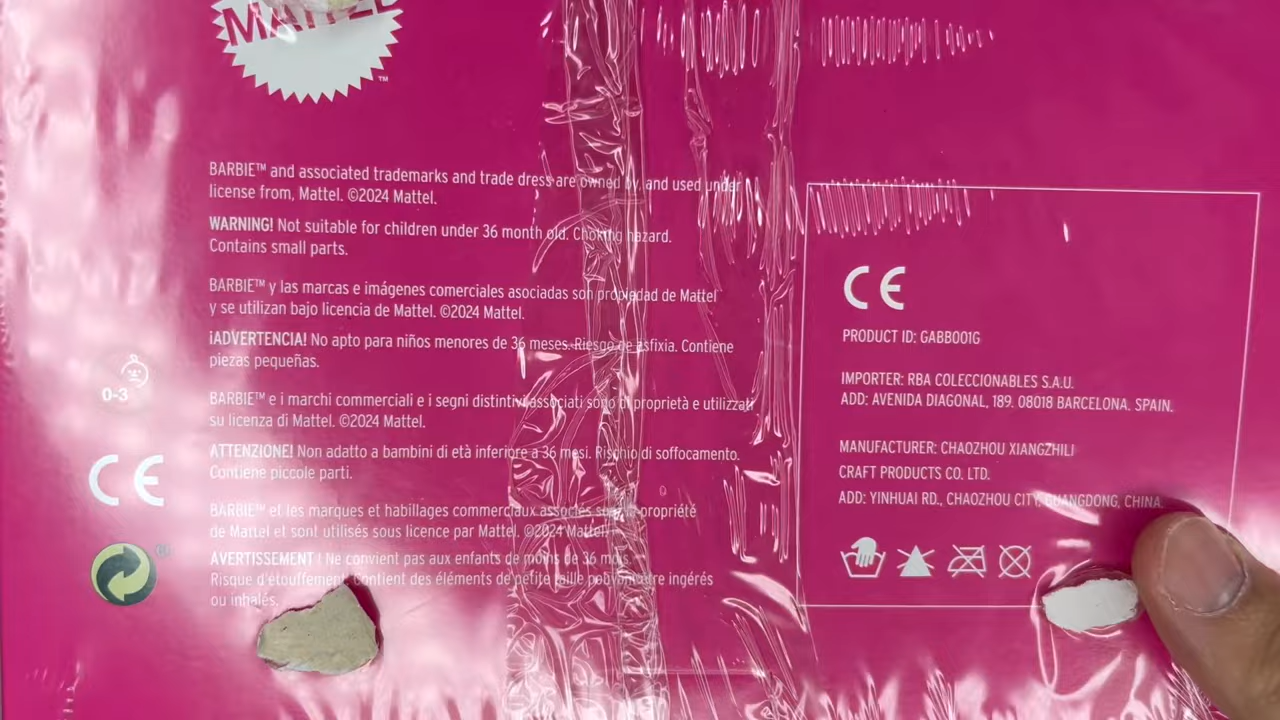 MATTEL
™
BARBIE™ and associated trademarks and trade dress are owned by, and used under
license from, Mattel. ©2024 Mattel.
WARNING! Not suitable for children under 36 month old. Choking hazard.
Contains small parts.
BARBIE™ y las marcas e imágenes comerciales asociadas son propiedad de Mattel
y se utilizan bajo licencia de Mattel. ©2024 Mattel.
¡ADVERTENCIA! No apto para niños menores de 36 meses. Riesgo de asfixia. Contiene
piezas pequeñas.
0-3
BARBIE™ e i marchi commerciali e i segni distintivi associati sono di proprietà e utilizzati
su licenza di Mattel. ©2024 Mattel.
ATTENZIONE! Non adatto a bambini di età inferiore a 36 mesi. Rischio di soffocamento.
Contiene piccole parti.
CE
BARBIE™ et les marques et habillages commerciaux associés sont propriété
de Mattel et sont utilisés sous licence par Mattel. ©2024 Mattel.
AVERTISSEMENT ! Ne convient pas aux enfants de moins de 36 mois.
Risque d'étouffement. Contient des éléments de petite taille pouvant être ingérés
ou inhalés.
CE
PRODUCT ID: GABB001G
IMPORTER: RBA COLECCIONABLES S.A.U.
ADD: AVENIDA DIAGONAL, 189. 08018 BARCELONA. SPAIN.
MANUFACTURER: CHAOZHOU XIANGZHILI
CRAFT PRODUCTS CO. LTD.
ADD: YINHUAI RD., CHAOZHOU CITY, GUANGDONG, CHINA.